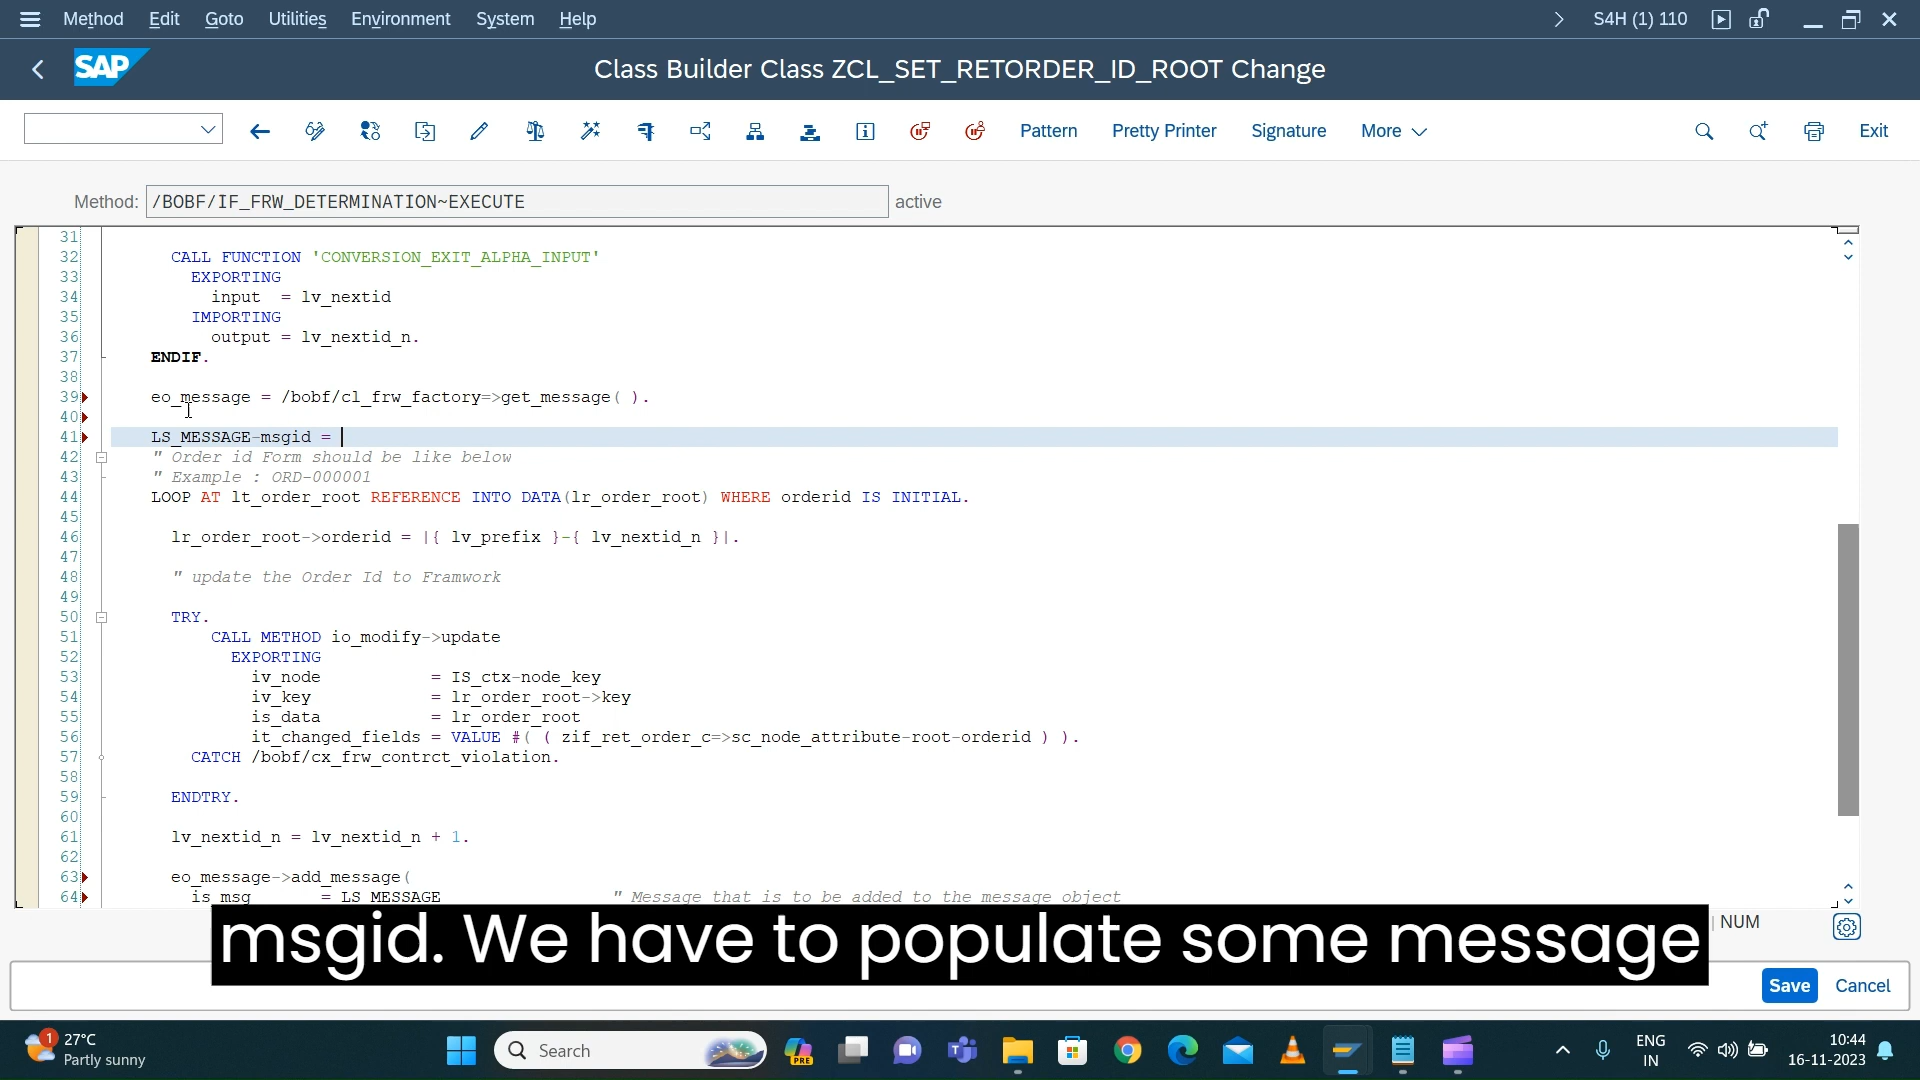 Method Edit Goto Utilities Environment System Help S4H (1) 110
SAP Class Builder Class ZCL_SET_RETORDER_ID_ROOT Change
Pattern Pretty Printer Signature More Exit
Method: /BOBF/IF_FRW_DETERMINATION~EXECUTE active
31
32 CALL FUNCTION 'CONVERSION_EXIT_ALPHA_INPUT'
33 EXPORTING
34 input = lv_nextid
35 IMPORTING
36 output = lv_nextid_n.
37 ENDIF.
38
39 eo_message = /bobf/cl_frw_factory=>get_message( ).
40
41 LS_MESSAGE-msgid =
42 " Order id Form should be like below
43 " Example : ORD-000001
44 LOOP AT lt_order_root REFERENCE INTO DATA(lr_order_root) WHERE orderid IS INITIAL.
45
46 lr_order_root->orderid = |{ lv_prefix }-{ lv_nextid_n }|.
47
48 " update the Order Id to Framwork
49
50 TRY.
51 CALL METHOD io_modify->update
52 EXPORTING
53 iv_node = IS_ctx-node_key
54 iv_key = lr_order_root->key
55 is_data = lr_order_root
56 it_changed_fields = VALUE #( ( zif_ret_order_c=>sc_node_attribute-root-orderid ) ).
57 CATCH /bobf/cx_frw_contrct_violation.
58
59 ENDTRY.
60
61 lv_nextid_n = lv_nextid_n + 1.
62
63 eo_message->add_message(
64 is_msg = LS_MESSAGE " Message that is to be added to the message object
NUM
msgid. We have to populate some message
Save Cancel
1 27°C
Partly sunny
Search
PRE
ENG
IN
10:44
16-11-2023